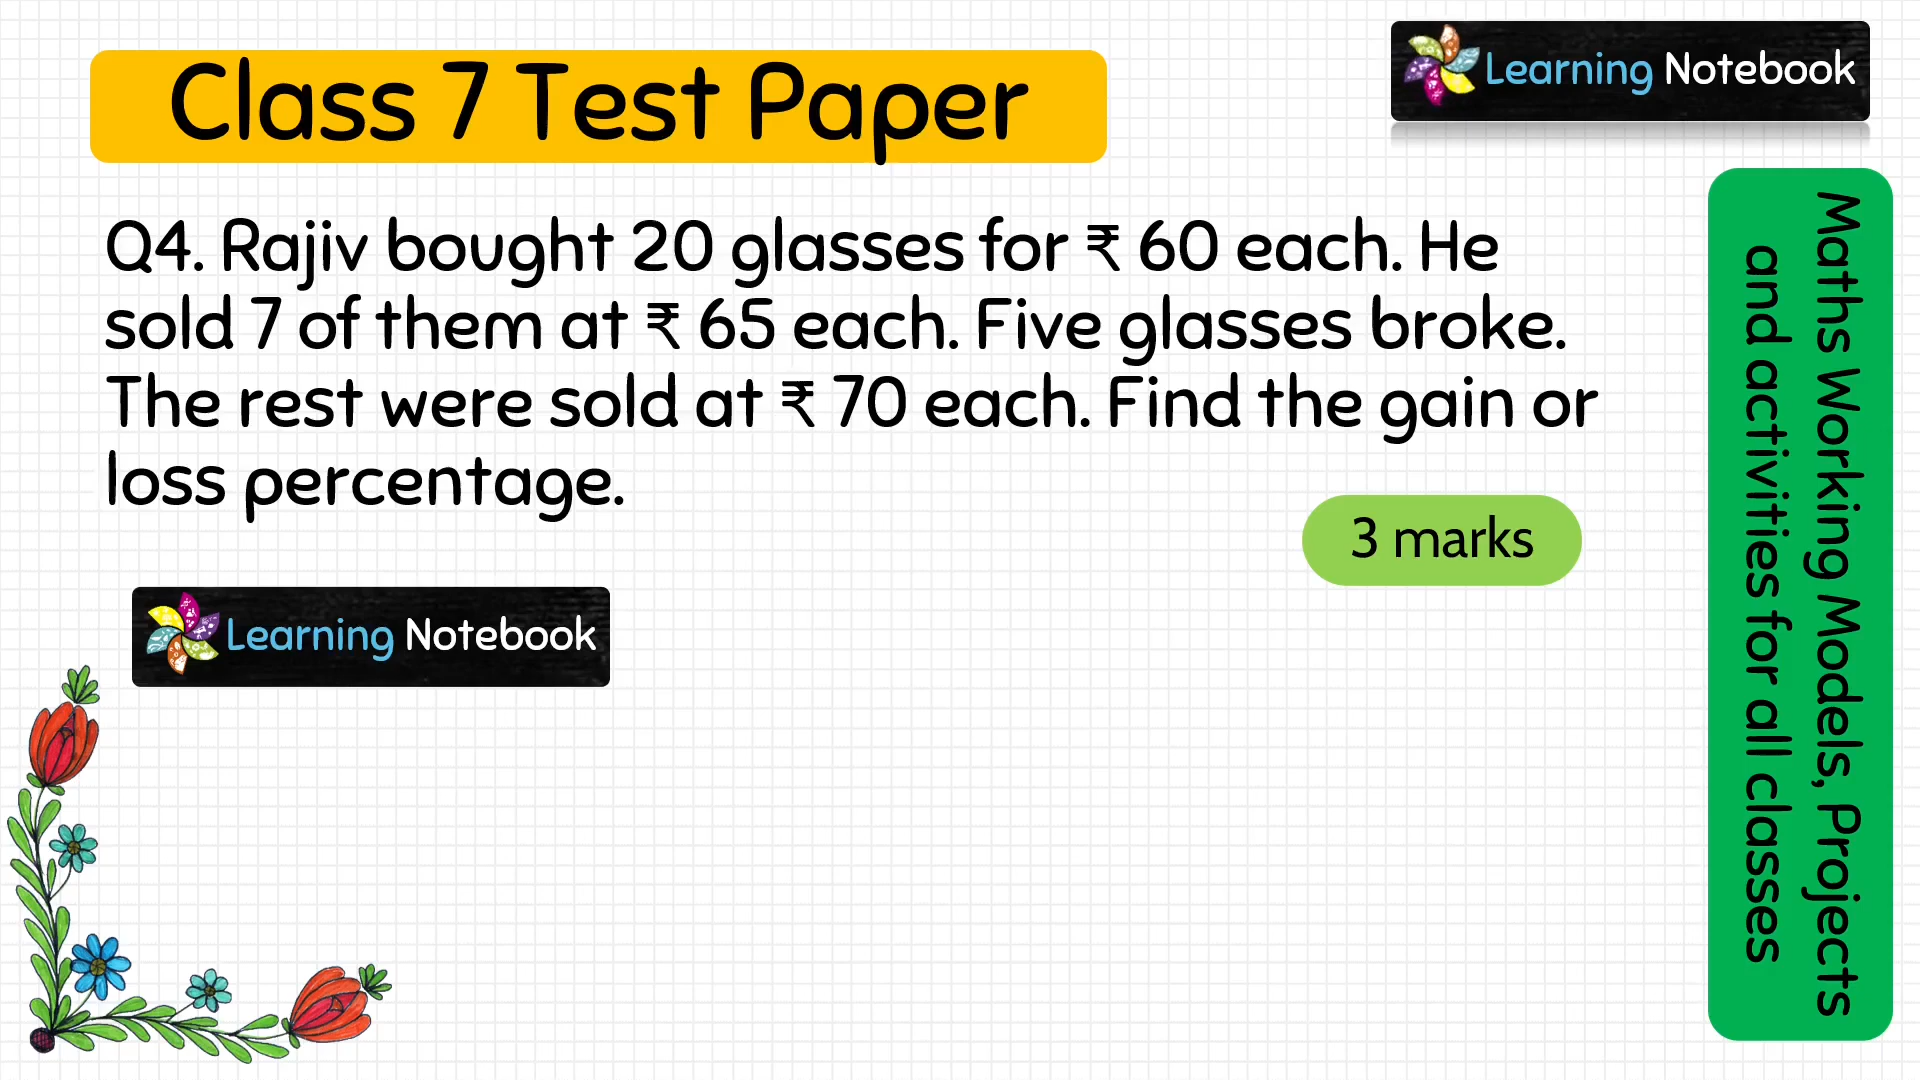 Class 7 Test Paper
Learning Notebook
Q4. Rajiv bought 20 glasses for ₹ 60 each. He
sold 7 of them at ₹ 65 each. Five glasses broke.
The rest were sold at ₹ 70 each. Find the gain or
loss percentage.
3 marks
Learning Notebook
Maths Working Models, Projects
and activities for all classes